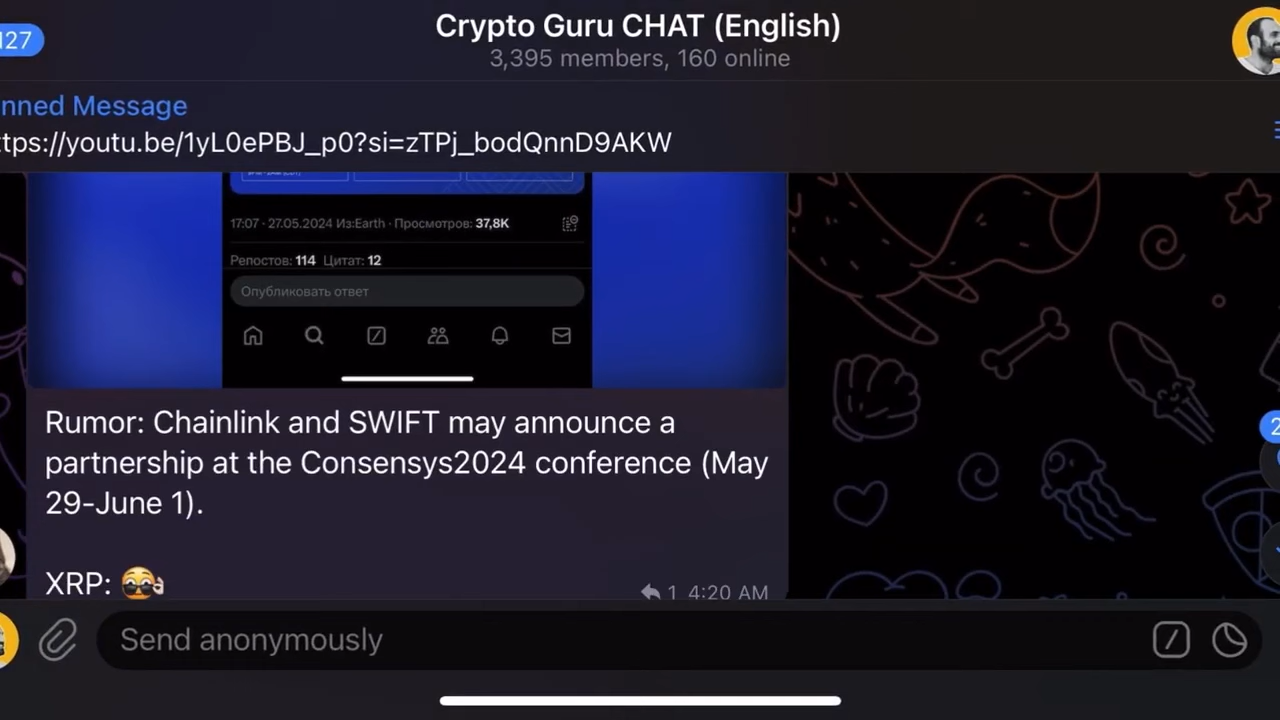 127
Crypto Guru CHAT (English)
3,395 members, 160 online
nned Message
ttps://youtu.be/1yL0ePBJ_p0?si=zTPj_bodQnnD9AKW
17:07 · 27.05.2024 Из:Earth · Просмотров: 37,8K
Репостов: 114 Цитат: 12
Опубликовать ответ
Rumor: Chainlink and SWIFT may announce a
partnership at the Consensys2024 conference (May
29-June 1).
XRP:
1 4:20 AM
2
Send anonymously